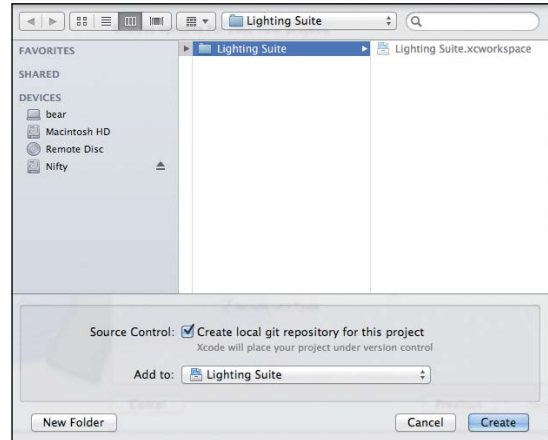 Lighting Suite
FAVORITES
SHARED
DEVICES
bear
Macintosh HD
Remote Disc
Nifty
Lighting Suite
Lighting Suite.xcworkspace
Source Control: Create local git repository for this project
Xcode will place your project under version control
Add to: Lighting Suite
New Folder
Cancel
Create